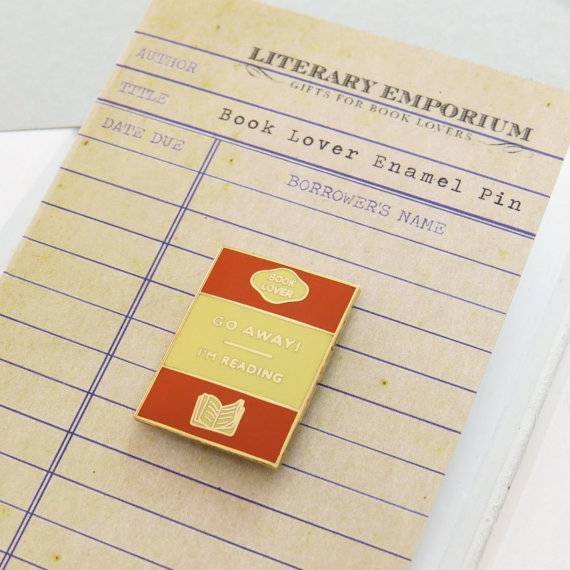 LITERARY EMPORIUM
GIFTS FOR BOOK LOVERS
AUTHOR
TITLE
Book Lover Enamel Pin
DATE DUE
BORROWER'S NAME
BOOK
LOVER
GO AWAY!
I'M READING